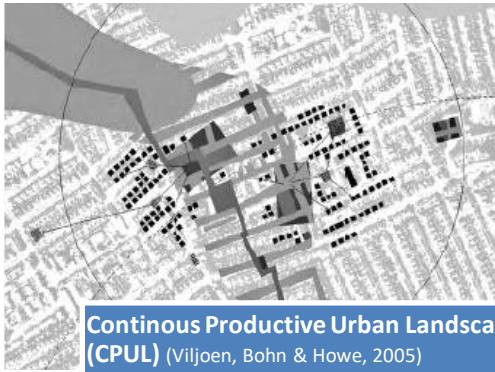 Continous Productive Urban Landsca
(CPUL) (Viljoen, Bohn & Howe, 2005)